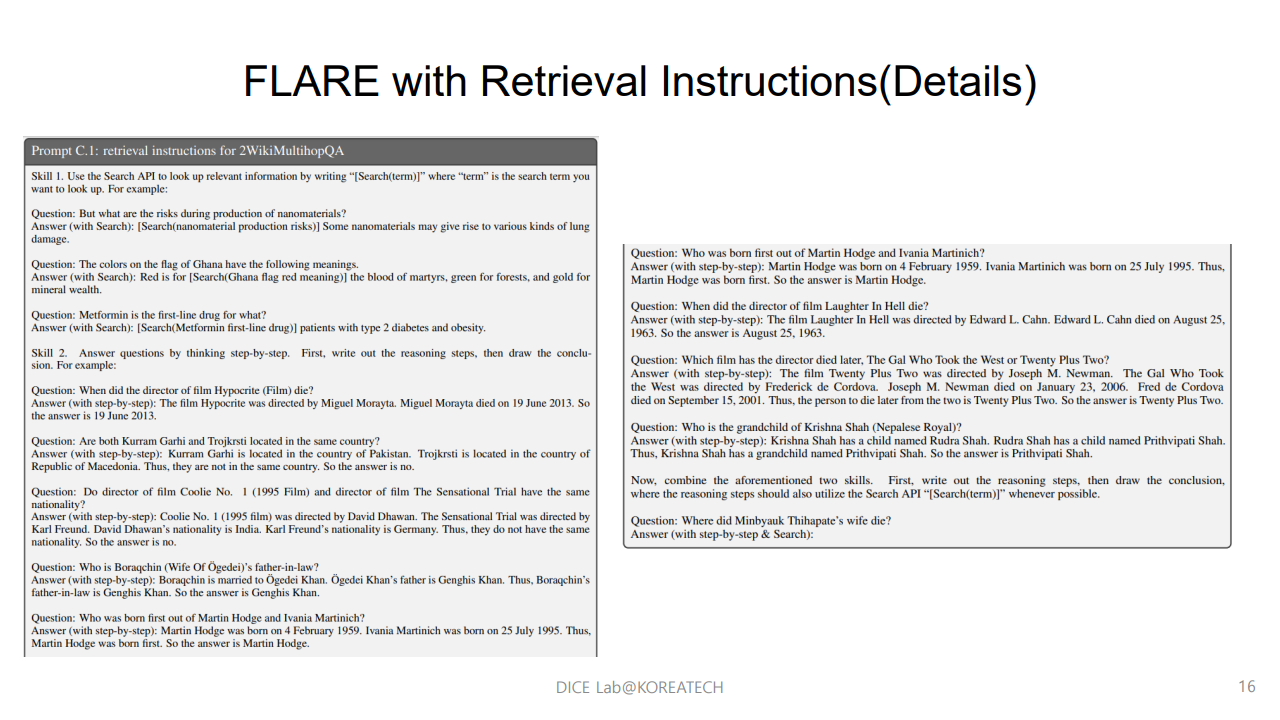 FLARE with Retrieval Instructions(Details)
Prompt C.1: retrieval instructions for 2WikiMultihopQA
Skill 1. Use the Search API to look up relevant information by writing “[Search(term)]” where “term” is the search term you
want to look up. For example:
Question: But what are the risks during production of nanomaterials?
Answer (with Search): [Search(nanomaterial production risks)] Some nanomaterials may give rise to various kinds of lung
damage.
Question: The colors on the flag of Ghana have the following meanings.
Answer (with Search): Red is for [Search(Ghana flag red meaning)] the blood of martyrs, green for forests, and gold for
mineral wealth.
Question: Metformin is the first-line drug for what?
Answer (with Search): [Search(Metformin first-line drug)] patients with type 2 diabetes and obesity.
Skill 2. Answer questions by thinking step-by-step. First, write out the reasoning steps, then draw the conclu-
sion. For example:
Question: When did the director of film Hypocrite (Film) die?
Answer (with step-by-step): The film Hypocrite was directed by Miguel Morayta. Miguel Morayta died on 19 June 2013. So
the answer is 19 June 2013.
Question: Are both Kurram Garhi and Trojkrsti located in the same country?
Answer (with step-by-step): Kurram Garhi is located in the country of Pakistan. Trojkrsti is located in the country of
Republic of Macedonia. Thus, they are not in the same country. So the answer is no.
Question: Do director of film Coolie No. 1 (1995 Film) and director of film The Sensational Trial have the same
nationality?
Answer (with step-by-step): Coolie No. 1 (1995 film) was directed by David Dhawan. The Sensational Trial was directed by
Karl Freund. David Dhawan’s nationality is India. Karl Freund’s nationality is Germany. Thus, they do not have the same
nationality. So the answer is no.
Question: Who is Boraqchin (Wife Of Ögedei)’s father-in-law?
Answer (with step-by-step): Boraqchin is married to Ögedei Khan. Ögedei Khan’s father is Genghis Khan. Thus, Boraqchin’s
father-in-law is Genghis Khan. So the answer is Genghis Khan.
Question: Who was born first out of Martin Hodge and Ivania Martinich?
Answer (with step-by-step): Martin Hodge was born on 4 February 1959. Ivania Martinich was born on 25 July 1995. Thus,
Martin Hodge was born first. So the answer is Martin Hodge.
Question: Who was born first out of Martin Hodge and Ivania Martinich?
Answer (with step-by-step): Martin Hodge was born on 4 February 1959. Ivania Martinich was born on 25 July 1995. Thus,
Martin Hodge was born first. So the answer is Martin Hodge.
Question: When did the director of film Laughter In Hell die?
Answer (with step-by-step): The film Laughter In Hell was directed by Edward L. Cahn. Edward L. Cahn died on August 25,
1963. So the answer is August 25, 1963.
Question: Which film has the director died later, The Gal Who Took the West or Twenty Plus Two?
Answer (with step-by-step): The film Twenty Plus Two was directed by Joseph M. Newman. The Gal Who Took
the West was directed by Frederick de Cordova. Joseph M. Newman died on January 23, 2006. Fred de Cordova
died on September 15, 2001. Thus, the person to die later from the two is Twenty Plus Two. So the answer is Twenty Plus Two.
Question: Who is the grandchild of Krishna Shah (Nepalese Royal)?
Answer (with step-by-step): Krishna Shah has a child named Rudra Shah. Rudra Shah has a child named Prithvipati Shah.
Thus, Krishna Shah has a grandchild named Prithvipati Shah. So the answer is Prithvipati Shah.
Now, combine the aforementioned two skills. First, write out the reasoning steps, then draw the conclusion,
where the reasoning steps should also utilize the Search API “[Search(term)]” whenever possible.
Question: Where did Minbyauk Thihapate’s wife die?
Answer (with step-by-step & Search):
DICE Lab@KOREATECH
16